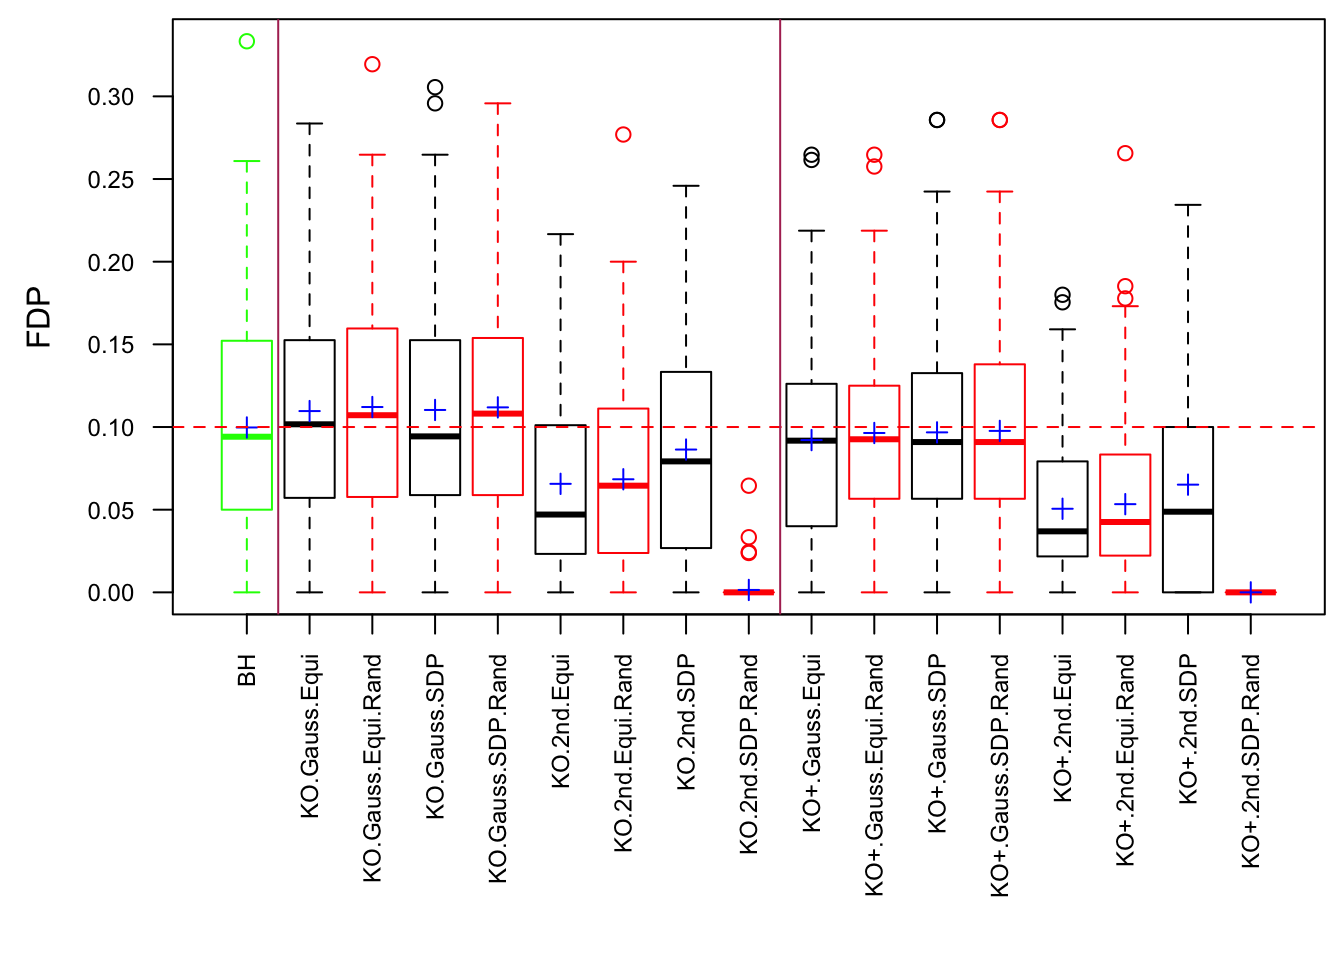 FDP
0.30
0.25
0.20
0.15
0.10
0.05
0.00
BH
KO.Gauss.Equi
KO.Gauss.Equi.Rand
KO.Gauss.SDP
KO.Gauss.SDP.Rand
KO.2nd.Equi
KO.2nd.Equi.Rand
KO.2nd.SDP
KO.2nd.SDP.Rand
KO+.Gauss.Equi
KO+.Gauss.Equi.Rand
KO+.Gauss.SDP
KO+.Gauss.SDP.Rand
KO+.2nd.Equi
KO+.2nd.Equi.Rand
KO+.2nd.SDP
KO+.2nd.SDP.Rand